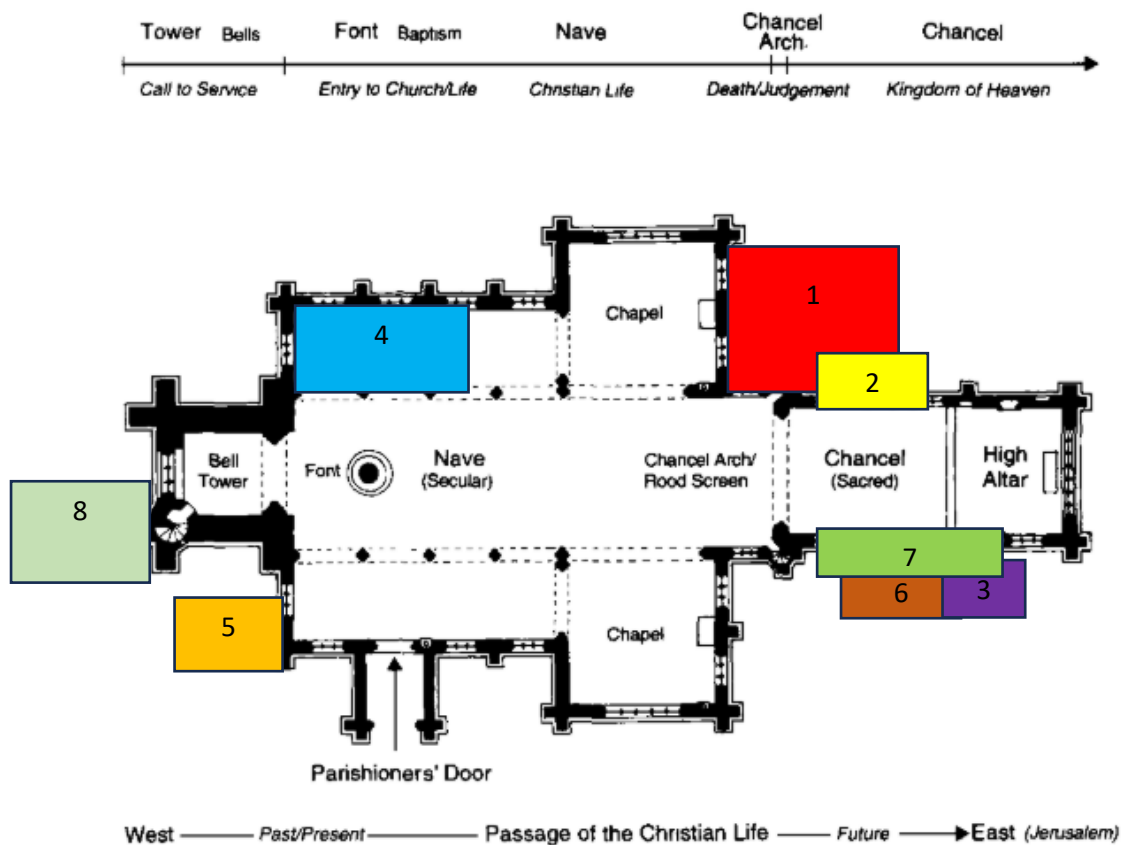 Tower Bells Font Baptism Nave Chancel Arch. Chancel
Call to Service Entry to Church/Life Christian Life Death/Judgement Kingdom of Heaven
Chapel
1
4
2
Bell Tower
Font
Nave (Secular)
Chancel Arch/ Rood Screen
Chancel (Sacred)
High Altar
8
7
6
3
5
Chapel
Parishioners' Door
West Past/Present Passage of the Christian Life Future East (Jerusalem)